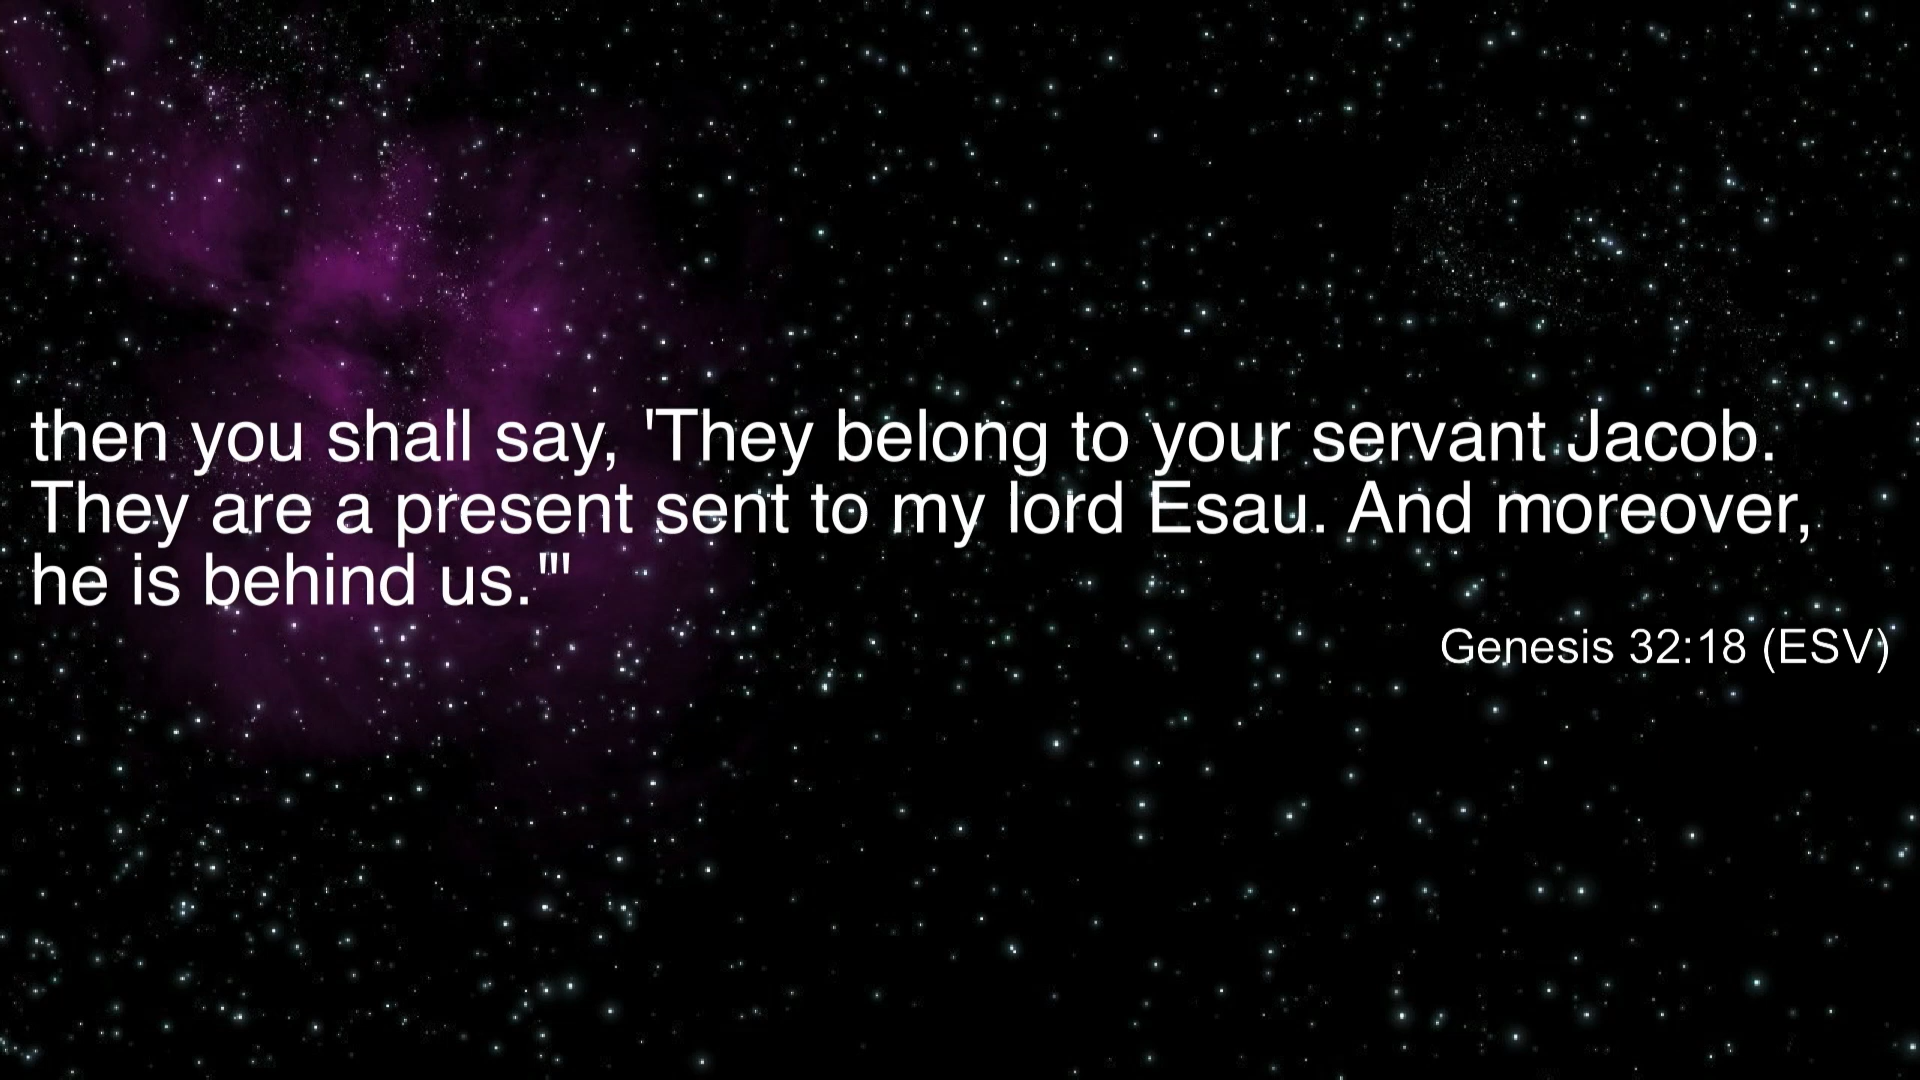 then you shall say, 'They belong to your servant Jacob.
They are a present sent to my lord Esau. And moreover,
he is behind us.'"
Genesis 32:18 (ESV)